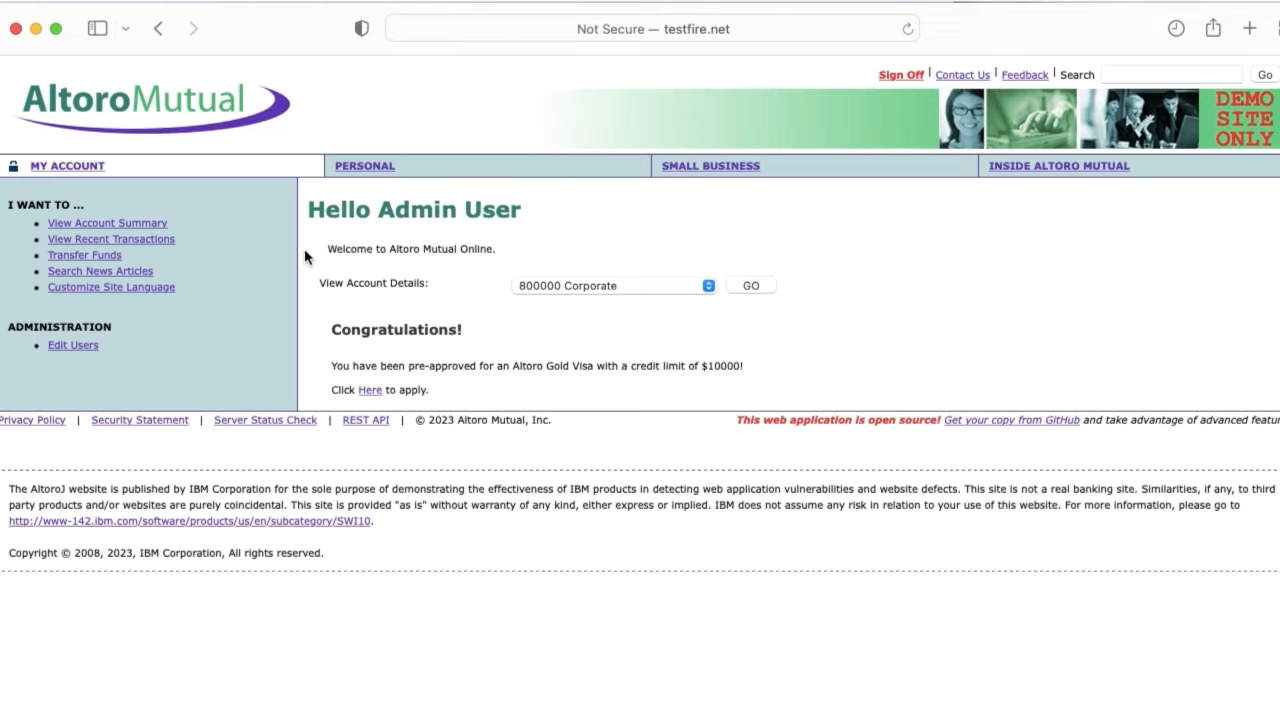 Not Secure — testfire.net
Sign Off | Contact Us | Feedback | Search Go
AltoroMutual
DEMO
SITE
ONLY
MY ACCOUNT
PERSONAL
SMALL BUSINESS
INSIDE ALTORO MUTUAL
I WANT TO ...
View Account Summary
View Recent Transactions
Transfer Funds
Search News Articles
Customize Site Language
ADMINISTRATION
Edit Users
Hello Admin User
Welcome to Altoro Mutual Online.
View Account Details: 800000 Corporate GO
Congratulations!
You have been pre-approved for an Altoro Gold Visa with a credit limit of $10000!
Click Here to apply.
Privacy Policy | Security Statement | Server Status Check | REST API | © 2023 Altoro Mutual, Inc.
This web application is open source! Get your copy from GitHub and take advantage of advanced
The AltoroJ website is published by IBM Corporation for the sole purpose of demonstrating the effectiveness of IBM products in detecting web application vulnerabilities and website defects. This site is not a real banking site. Similarities, if any, to third
party products and/or websites are purely coincidental. This site is provided "as is" without warranty of any kind, either express or implied. IBM does not assume any risk in relation to your use of this website. For more information, please go to
http://www-142.ibm.com/software/products/us/en/subcategory/SWI10.
Copyright © 2008, 2023, IBM Corporation, All rights reserved.